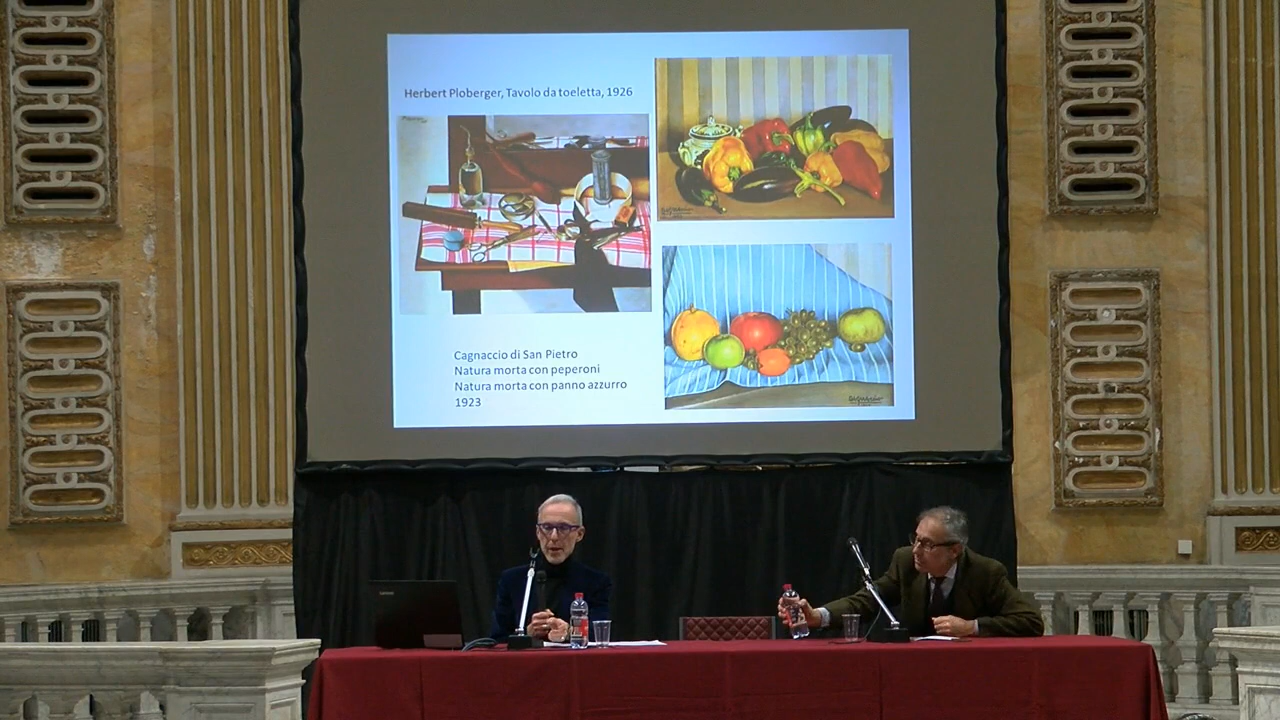 Herbert Ploberger, Tavolo da toeletta, 1926
Cagnaccio di San Pietro
Natura morta con peperoni
Natura morta con panno azzurro
1923
lenovo